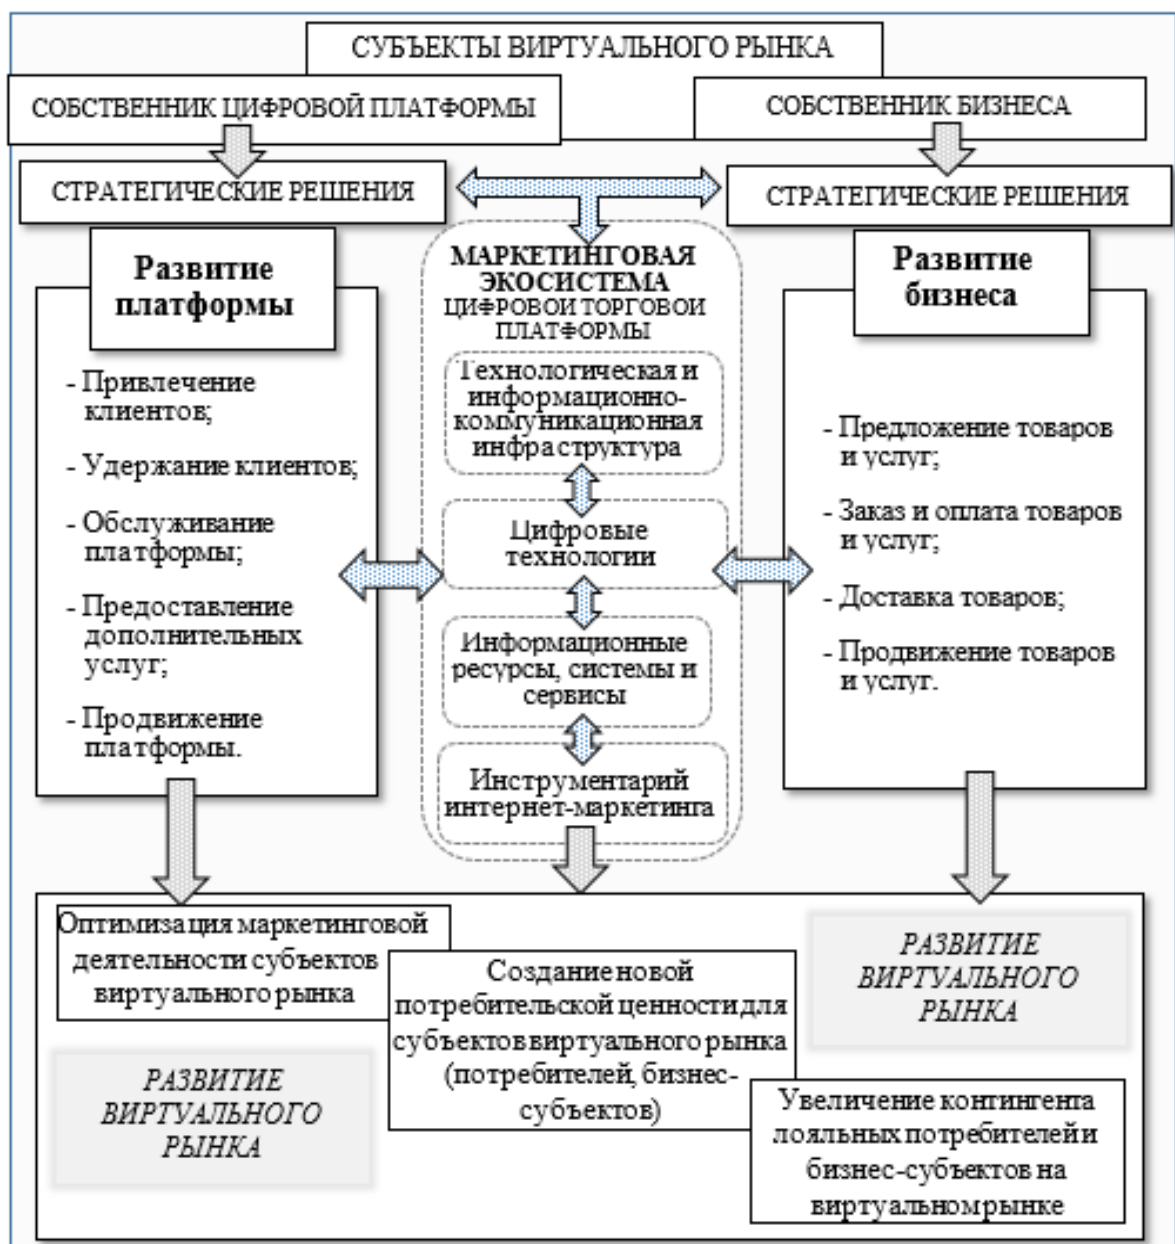 СУБЪЕКТЫ ВИРТУАЛЬНОГО РЫНКА
СОБСТВЕННИК ЦИФРОВОЙ ПЛАТФОРМЫ
СОБСТВЕННИК БИЗНЕСА
СТРАТЕГИЧЕСКИЕ РЕШЕНИЯ
СТРАТЕГИЧЕСКИЕ РЕШЕНИЯ
Развитие
платформы
- Привлечение
клиентов;
- Удержание клиентов;
- Обслуживание
платформы;
- Предоставление
дополнительных
услуг;
- Продвижение
платформы.
МАРКЕТИНГОВАЯ
ЭКОСИСТЕМА
ЦИФРОВОЙ ТОРГОВОЙ
ПЛАТФОРМЫ
Технологическая и
информационно-
коммуникационная
инфраструктура
Цифровые
технологии
Информационные
ресурсы, системы и
сервисы
Инструментарий
интернет-маркетинга
Развитие
бизнеса
- Предложение товаров
и услуг;
- Заказ и оплата товаров
и услуг;
- Доставка товаров;
- Продвижение товаров
и услуг.
Оптимизация маркетинговой
деятельности субъектов
виртуального рынка
РАЗВИТИЕ
ВИРТУАЛЬНОГО
РЫНКА
Создание новой
потребительской ценности для
субъектов виртуального рынка
(потребителей, бизнес-
субъектов)
РАЗВИТИЕ
ВИРТУАЛЬНОГО
РЫНКА
Увеличение контингента
лояльных потребителей и
бизнес-субъектов на
виртуальном рынке